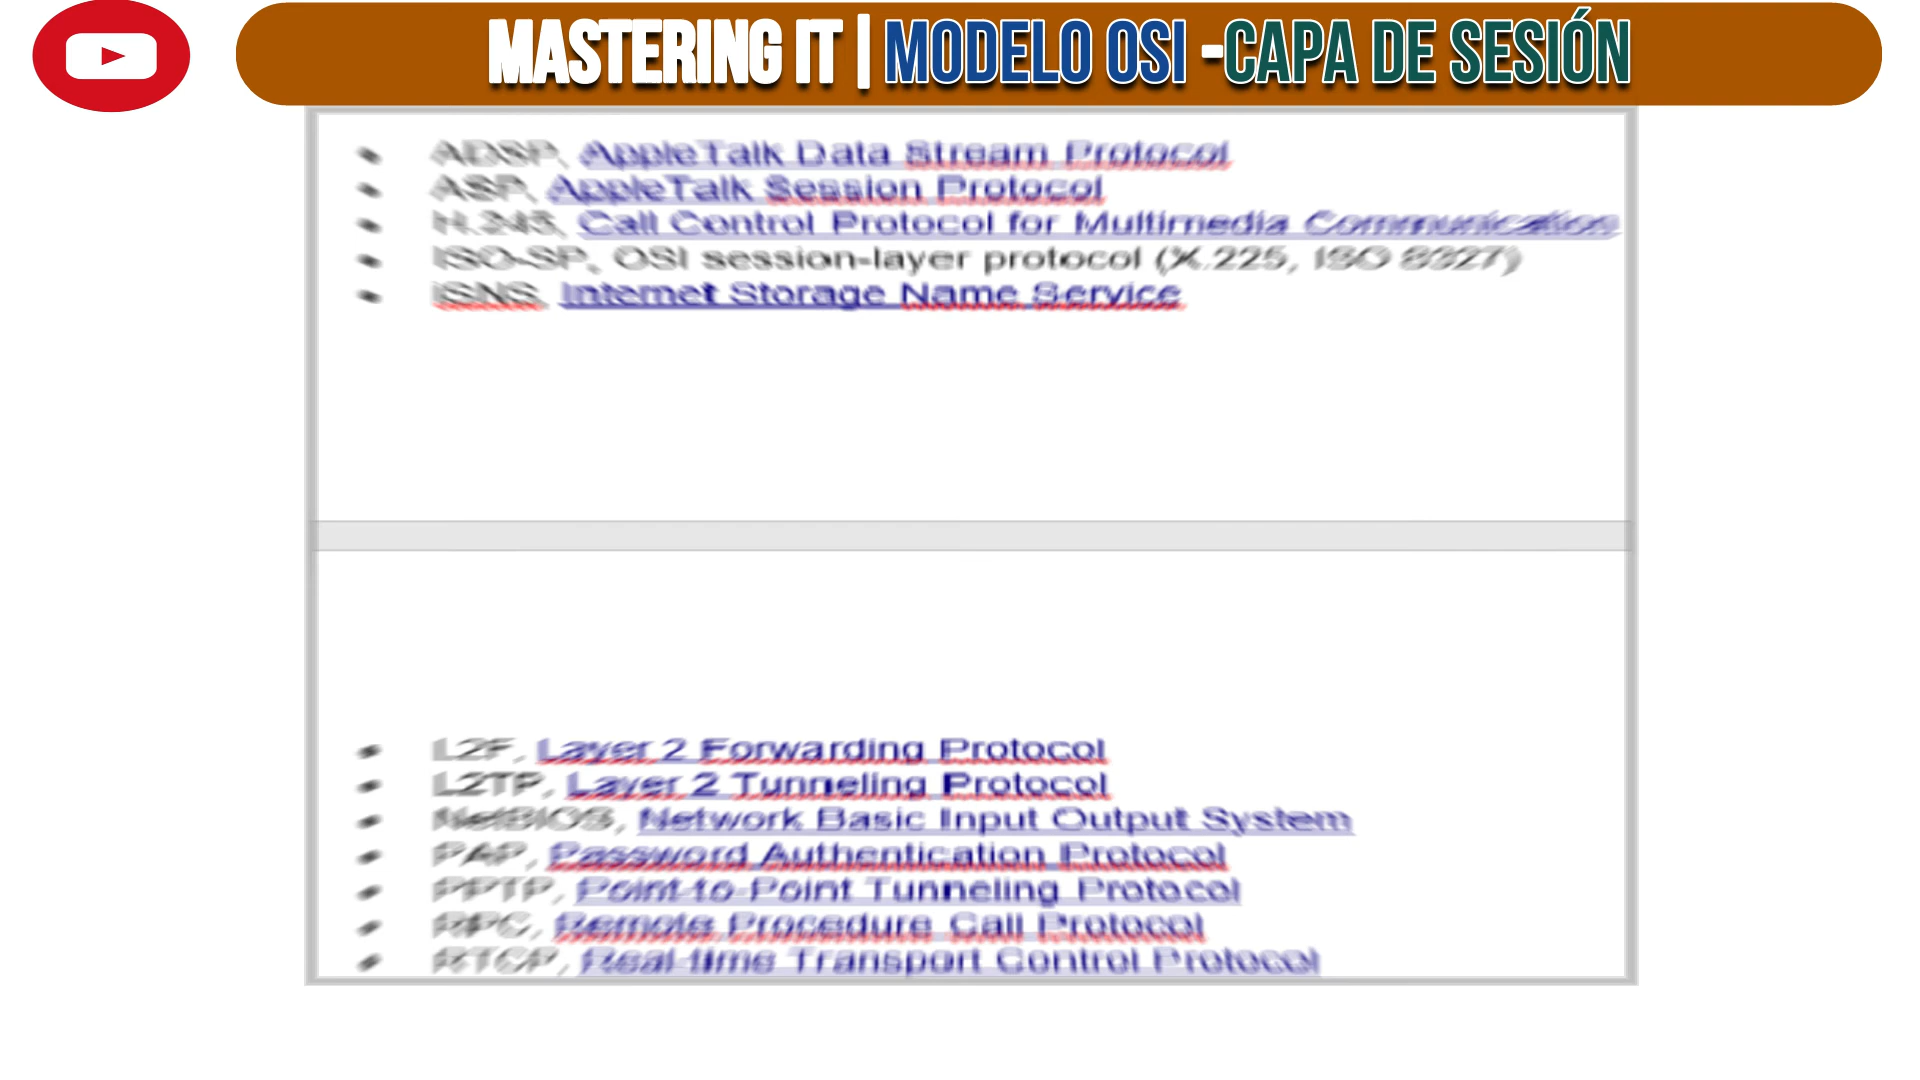 MASTERING IT | MODELO OSI -CAPA DE SESIÓN
ADSP, AppleTalk Data Stream Protocol
ASP, AppleTalk Session Protocol
H.245, Call Control Protocol for Multimedia Communication
ISO-SP, OSI session-layer protocol (X.225, ISO 8327)
iSNS, Internet Storage Name Service
L2F, Layer 2 Forwarding Protocol
L2TP, Layer 2 Tunneling Protocol
NetBIOS, Network Basic Input Output System
PAP, Password Authentication Protocol
PPTP, Point-to-Point Tunneling Protocol
RPC, Remote Procedure Call Protocol
RTCP, Real-time Transport Control Protocol